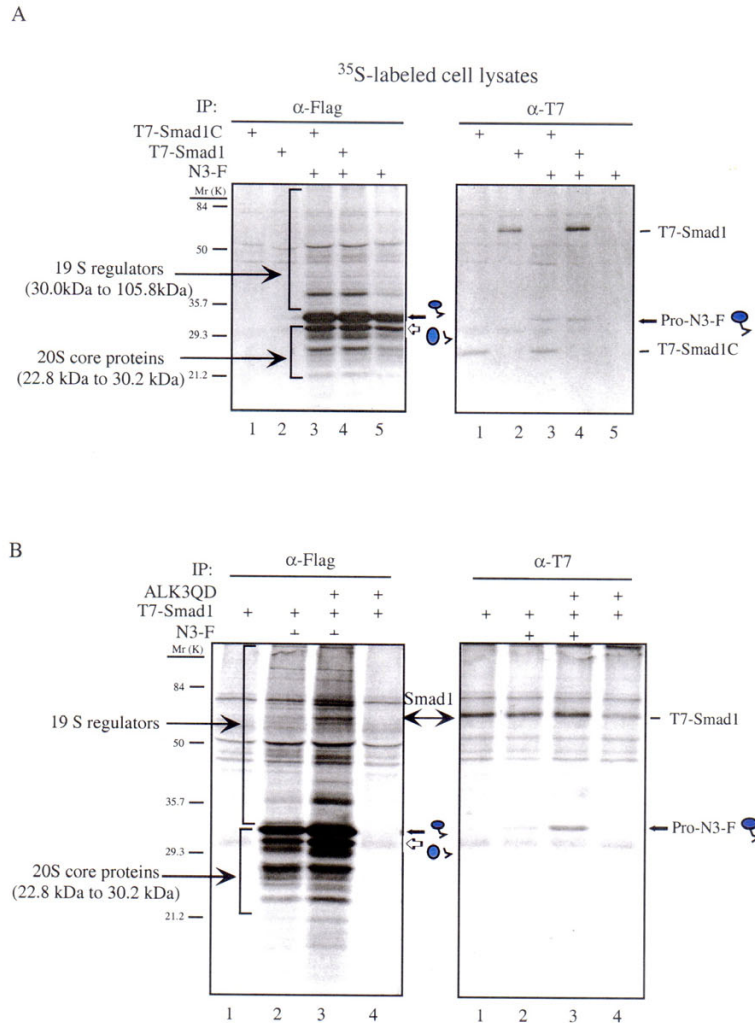 A
³⁵S-labeled cell lysates
IP: α-Flag α-T7
T7-Smad1C + + + +
T7-Smad1 + + + +
N3-F + + + + + +
Mr (K)
84
50
35.7
29.3
21.2
19 S regulators
(30.0kDa to 105.8kDa)
20S core proteins
(22.8 kDa to 30.2 kDa)
T7-Smad1
Pro-N3-F
T7-Smad1C
1 2 3 4 5 1 2 3 4 5
B
IP: α-Flag α-T7
ALK3QD + + + +
T7-Smad1 + + + + + + + +
N3-F + + + +
Mr (K)
84
50
35.7
29.3
21.2
19 S regulators
20S core proteins
(22.8 kDa to 30.2 kDa)
Smad1
T7-Smad1
Pro-N3-F
1 2 3 4 1 2 3 4